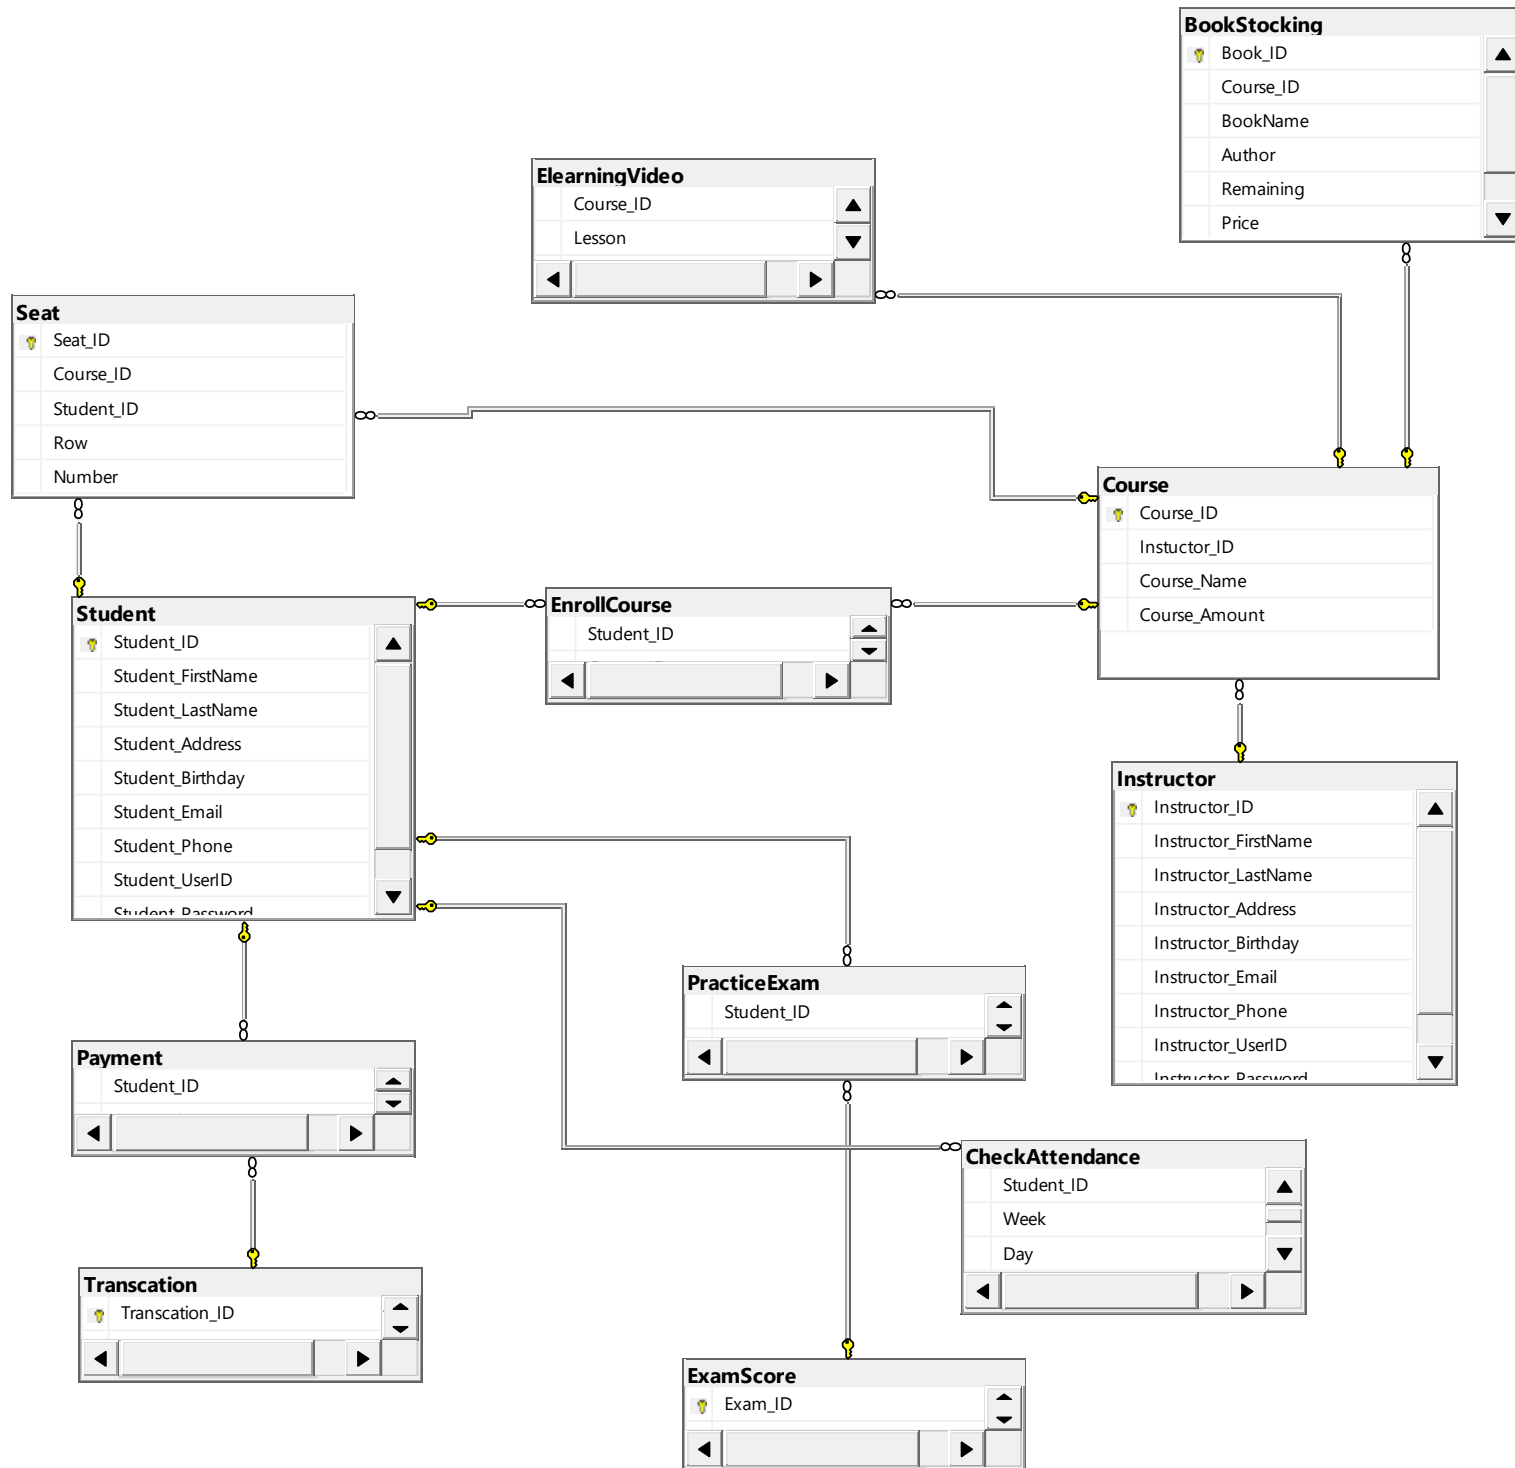 BookStocking
Book_ID
Course_ID
BookName
Author
Remaining
Price
ElearningVideo
Course_ID
Lesson
Seat
Seat_ID
Course_ID
Student_ID
Row
Number
Course
Course_ID
Instuctor_ID
Course_Name
Course_Amount
EnrollCourse
Student_ID
Student
Student_ID
Student_FirstName
Student_LastName
Student_Address
Student_Birthday
Student_Email
Student_Phone
Student_UserID
Student_Password
Instructor
Instructor_ID
Instructor_FirstName
Instructor_LastName
Instructor_Address
Instructor_Birthday
Instructor_Email
Instructor_Phone
Instructor_UserID
Instructor_Password
PracticeExam
Student_ID
Payment
Student_ID
CheckAttendance
Student_ID
Week
Day
Transcation
Transcation_ID
ExamScore
Exam_ID